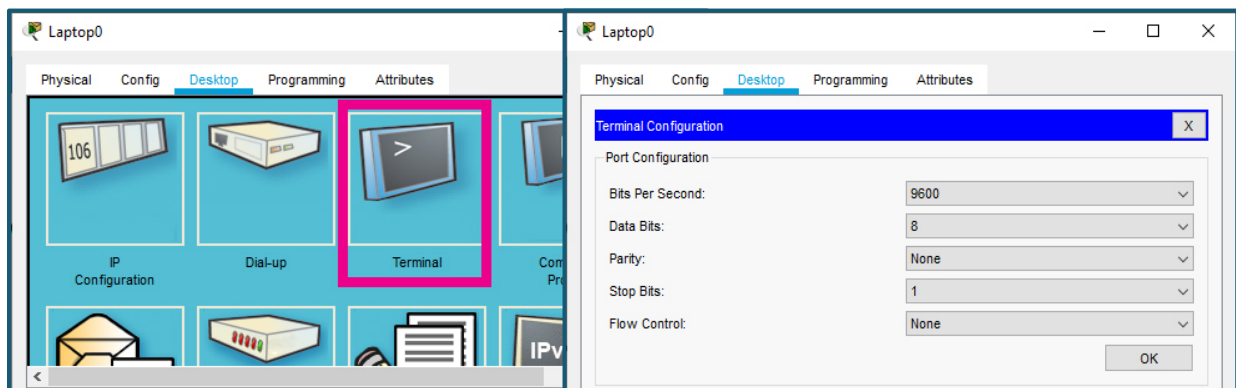 Laptop0
Physical Config Desktop Programming Attributes
106
>
IP
Configuration
Dial-up
Terminal
Laptop0
Physical Config Desktop Programming Attributes
Terminal Configuration X
Port Configuration
Bits Per Second: 9600
Data Bits: 8
Parity: None
Stop Bits: 1
Flow Control: None
OK